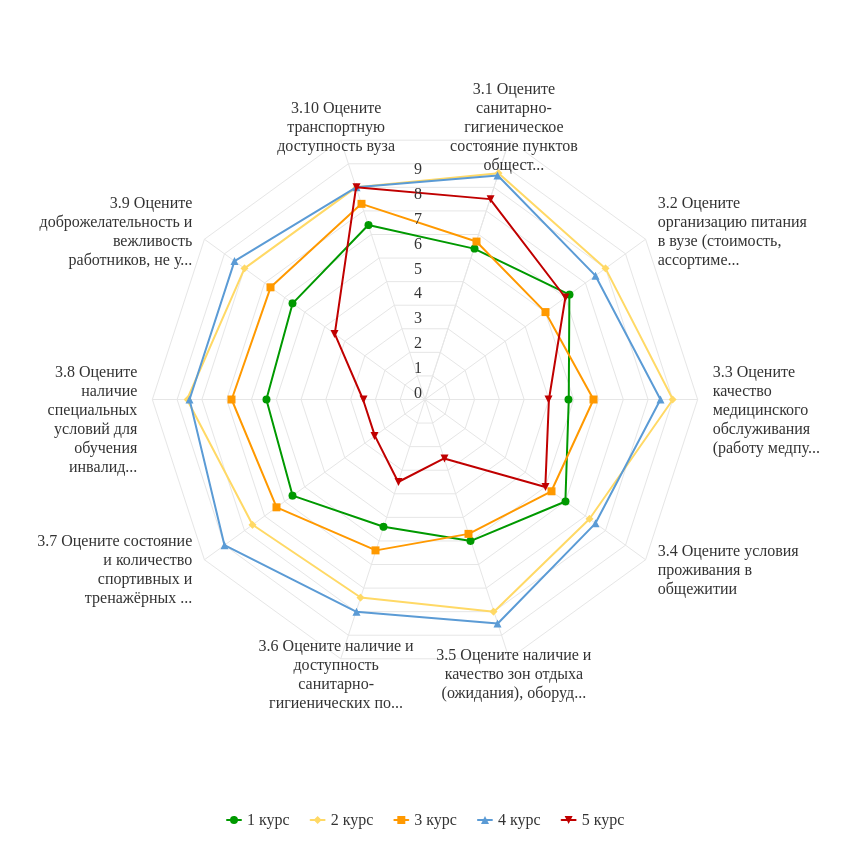 3.1 Оцените
санитарно-
гигиеническое
состояние пунктов
общест...
3.10 Оцените
транспортную
доступность вуза
9
8
7
6
5
4
3
2
1
0
3.2 Оцените
организацию питания
в вузе (стоимость,
ассортиме...
3.9 Оцените
доброжелательность и
вежливость
работников, не у...
3.3 Оцените
качество
медицинского
обслуживания
(работу медпу...
3.8 Оцените
наличие
специальных
условий для
обучения
инвалид...
3.4 Оцените условия
проживания в
общежитии
3.7 Оцените состояние
и количество
спортивных и
тренажёрных ...
3.6 Оцените наличие и
доступность
санитарно-
гигиенических по...
3.5 Оцените наличие и
качество зон отдыха
(ожидания), оборуд...
1 курс 2 курс 3 курс 4 курс 5 курс